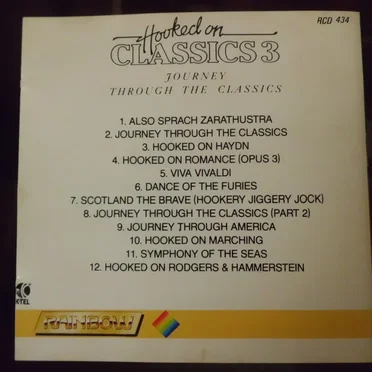 Hooked on
RCD 434
CLASSICS 3
JOURNEY
THROUGH THE CLASSICS
1. ALSO SPRACH ZARATHUSTRA
2. JOURNEY THROUGH THE CLASSICS
3. HOOKED ON HAYDN
4. HOOKED ON ROMANCE (OPUS 3)
5. VIVA VIVALDI
6. DANCE OF THE FURIES
7. SCOTLAND THE BRAVE (HOOKERY JIGGERY JOCK)
8. JOURNEY THROUGH THE CLASSICS (PART 2)
9. JOURNEY THROUGH AMERICA
10. HOOKED ON MARCHING
11. SYMPHONY OF THE SEAS
12. HOOKED ON RODGERS & HAMMERSTEIN
K-TEL
RAINBOW